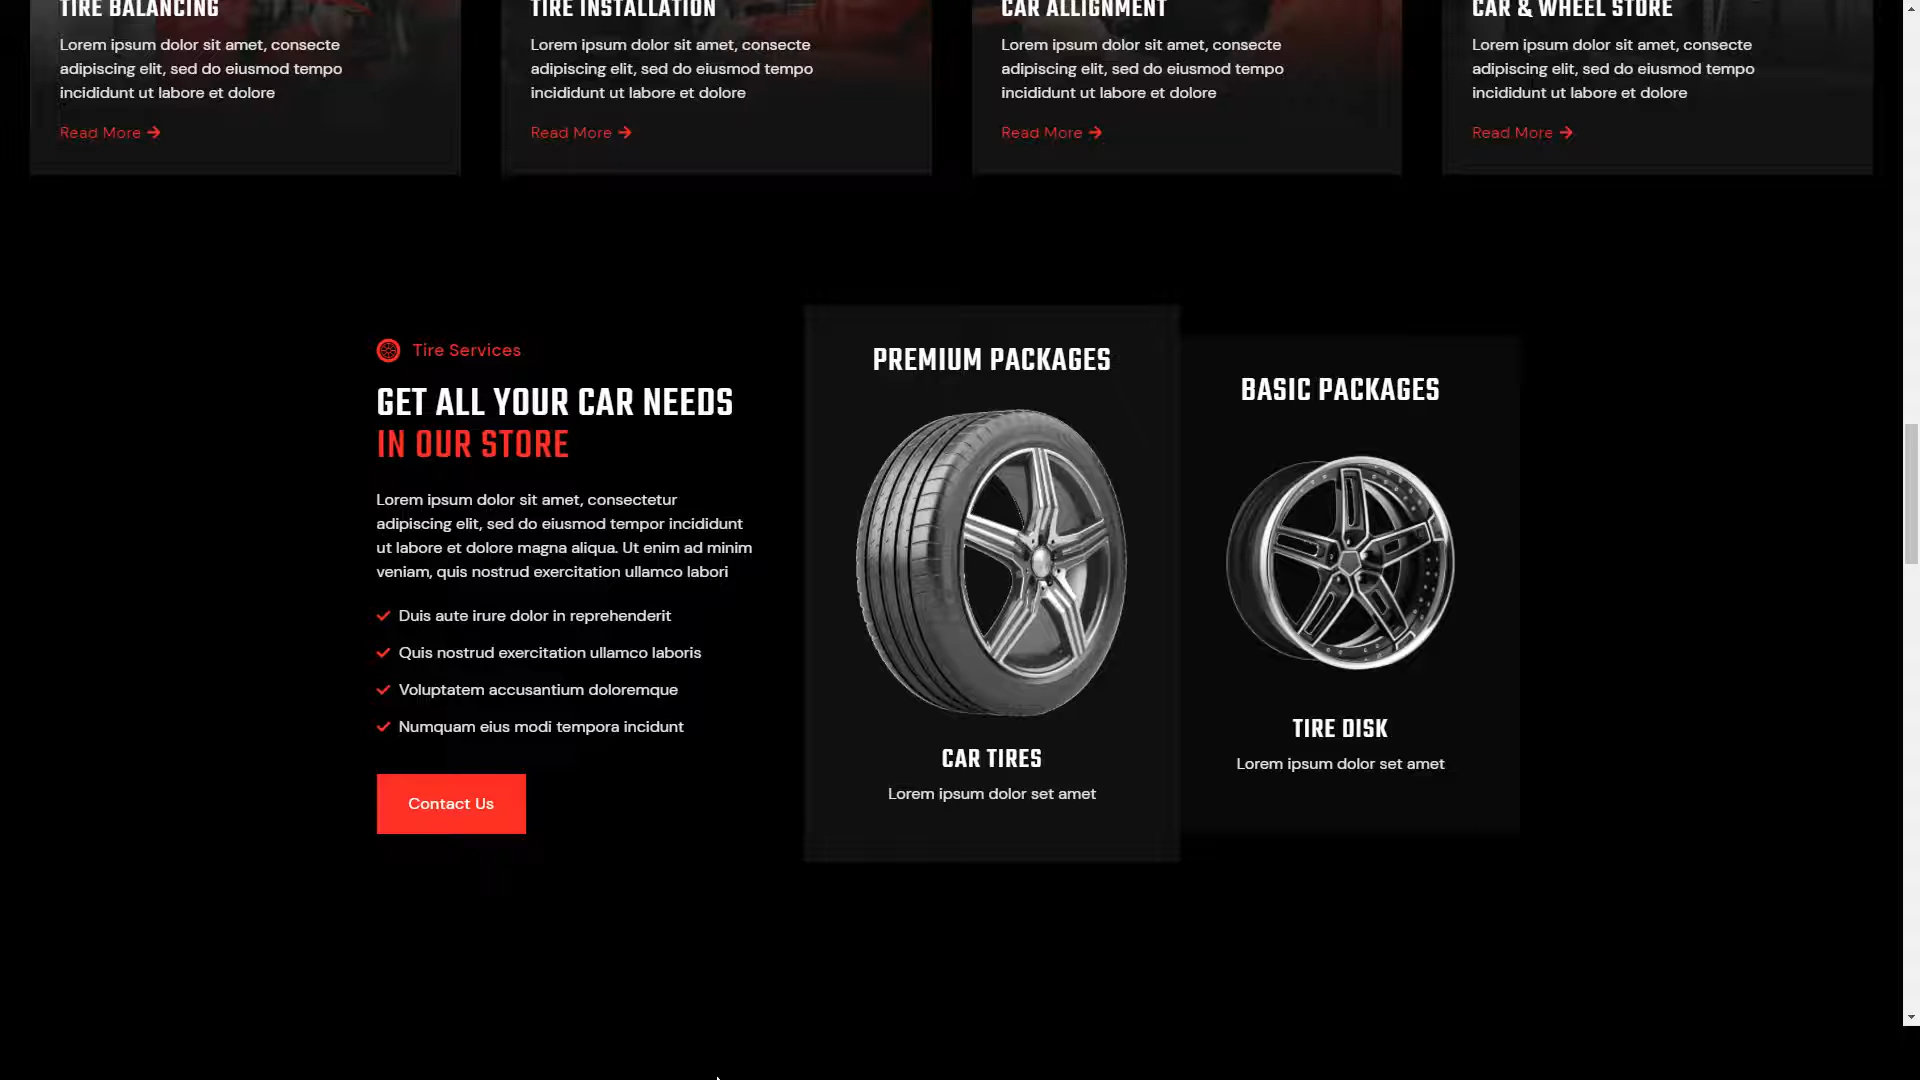 TIRE BALANCING
Lorem ipsum dolor sit amet, consecte
adipiscing elit, sed do eiusmod tempo
incididunt ut labore et dolore
Read More
TIRE INSTALLATION
Lorem ipsum dolor sit amet, consecte
adipiscing elit, sed do eiusmod tempo
incididunt ut labore et dolore
Read More
CAR ALLIGNMENT
Lorem ipsum dolor sit amet, consecte
adipiscing elit, sed do eiusmod tempo
incididunt ut labore et dolore
Read More
CAR & WHEEL STORE
Lorem ipsum dolor sit amet, consecte
adipiscing elit, sed do eiusmod tempo
incididunt ut labore et dolore
Read More
Tire Services
GET ALL YOUR CAR NEEDS
IN OUR STORE
Lorem ipsum dolor sit amet, consectetur
adipiscing elit, sed do eiusmod tempor incididunt
ut labore et dolore magna aliqua. Ut enim ad minim
veniam, quis nostrud exercitation ullamco labori
Duis aute irure dolor in reprehenderit
Quis nostrud exercitation ullamco laboris
Voluptatem accusantium doloremque
Numquam eius modi tempora incidunt
Contact Us
PREMIUM PACKAGES
CAR TIRES
Lorem ipsum dolor set amet
BASIC PACKAGES
TIRE DISK
Lorem ipsum dolor set amet